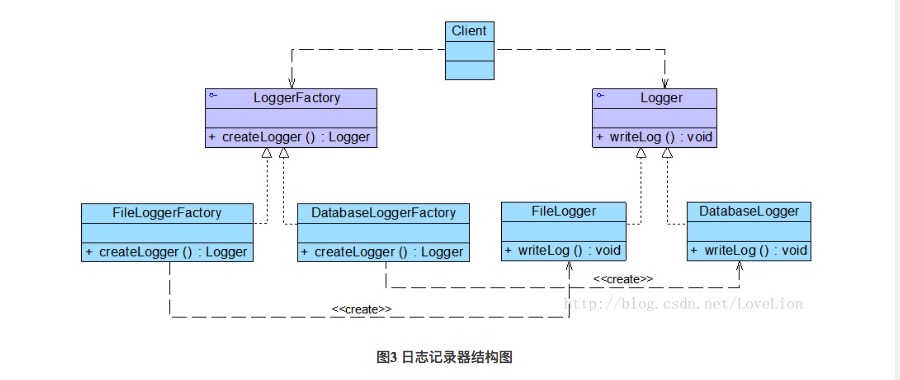 Client
LoggerFactory
+ createLogger () : Logger
Logger
+ writeLog () : void
FileLoggerFactory
+ createLogger () : Logger
DatabaseLoggerFactory
+ createLogger () : Logger
FileLogger
+ writeLog () : void
DatabaseLogger
+ writeLog () : void
<<create>>
<<create>>
http://blog.csdn.net/LoveLion
图3 日志记录器结构图